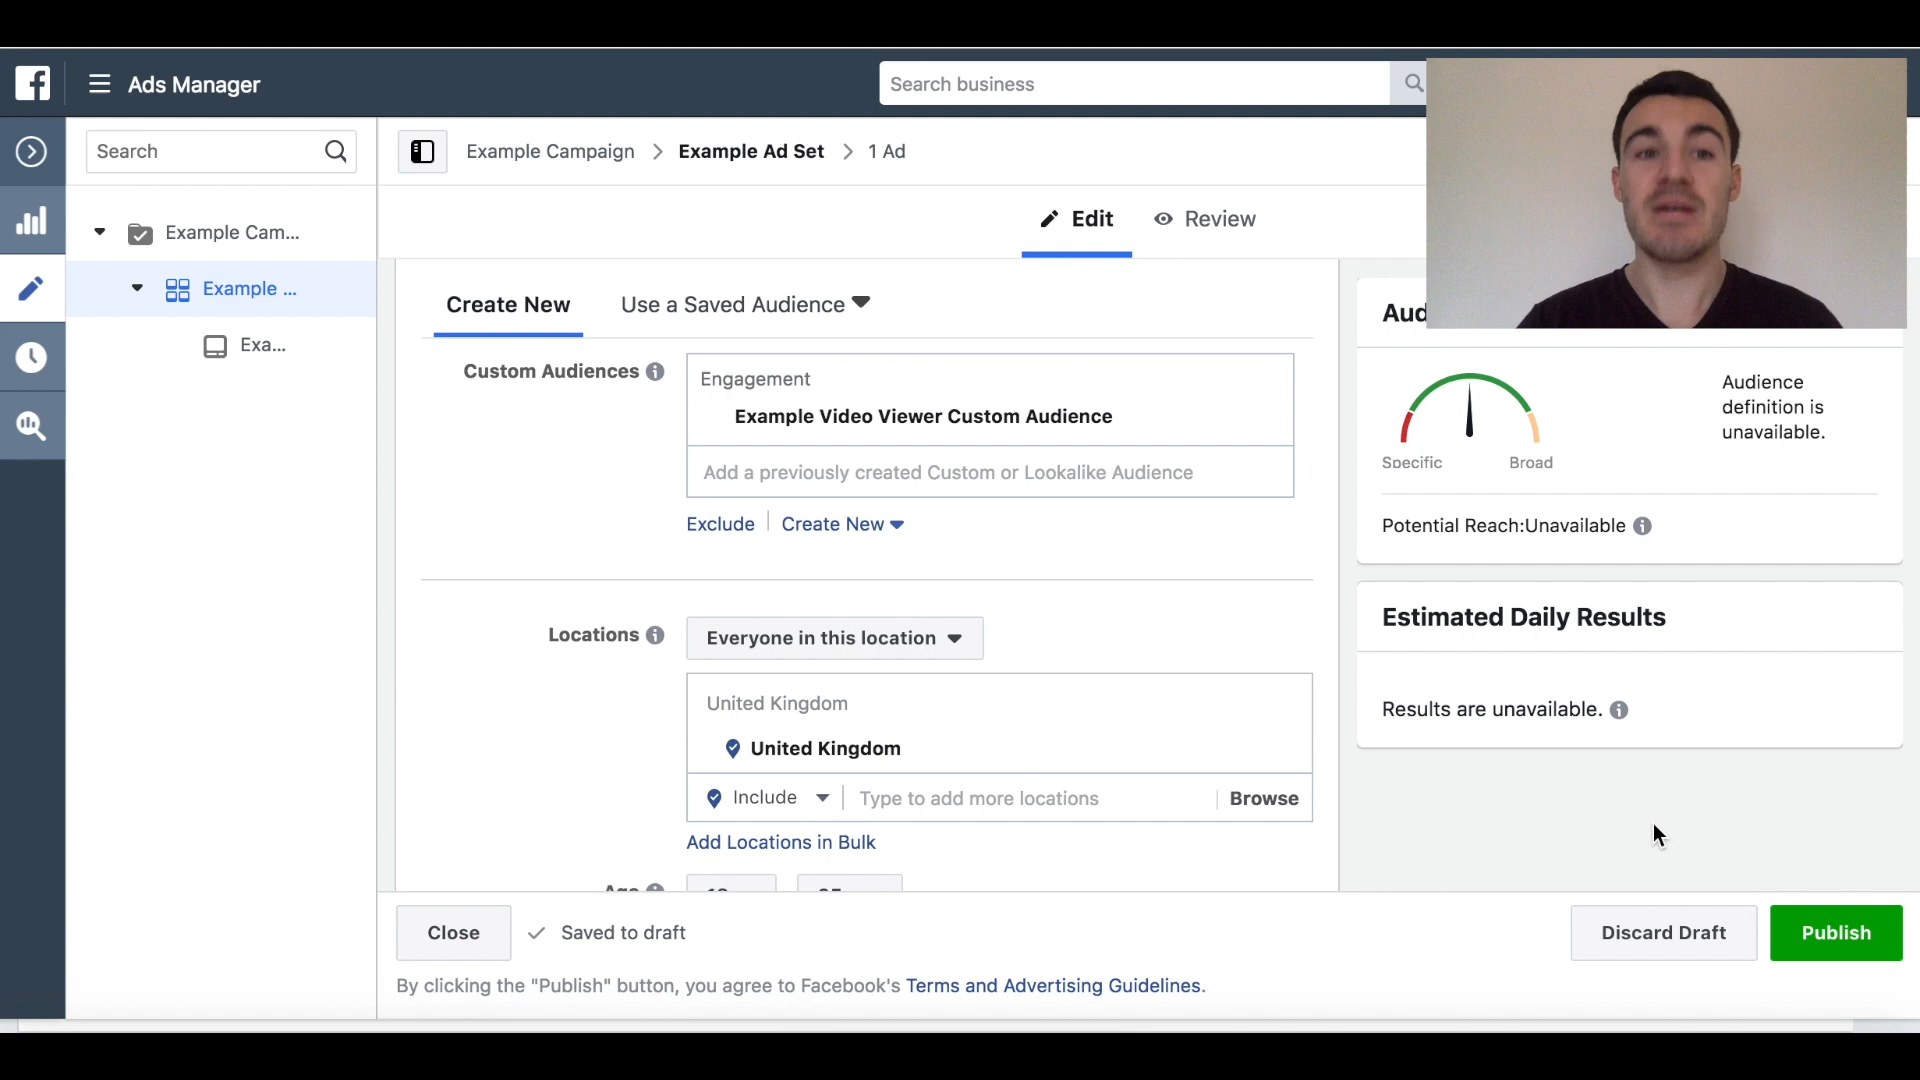 Ads Manager
Search business
Search
Example Campaign > Example Ad Set > 1 Ad
Edit
Review
Example Cam...
Example ...
Exa...
Create New
Use a Saved Audience
Custom Audiences
Engagement
Example Video Viewer Custom Audience
Add a previously created Custom or Lookalike Audience
Exclude
Create New
Locations
Everyone in this location
United Kingdom
United Kingdom
Include
Type to add more locations
Browse
Add Locations in Bulk
Aud
Audience
definition is
unavailable.
Specific
Broad
Potential Reach:Unavailable
Estimated Daily Results
Results are unavailable.
Close
Saved to draft
Discard Draft
Publish
By clicking the "Publish" button, you agree to Facebook's Terms and Advertising Guidelines.